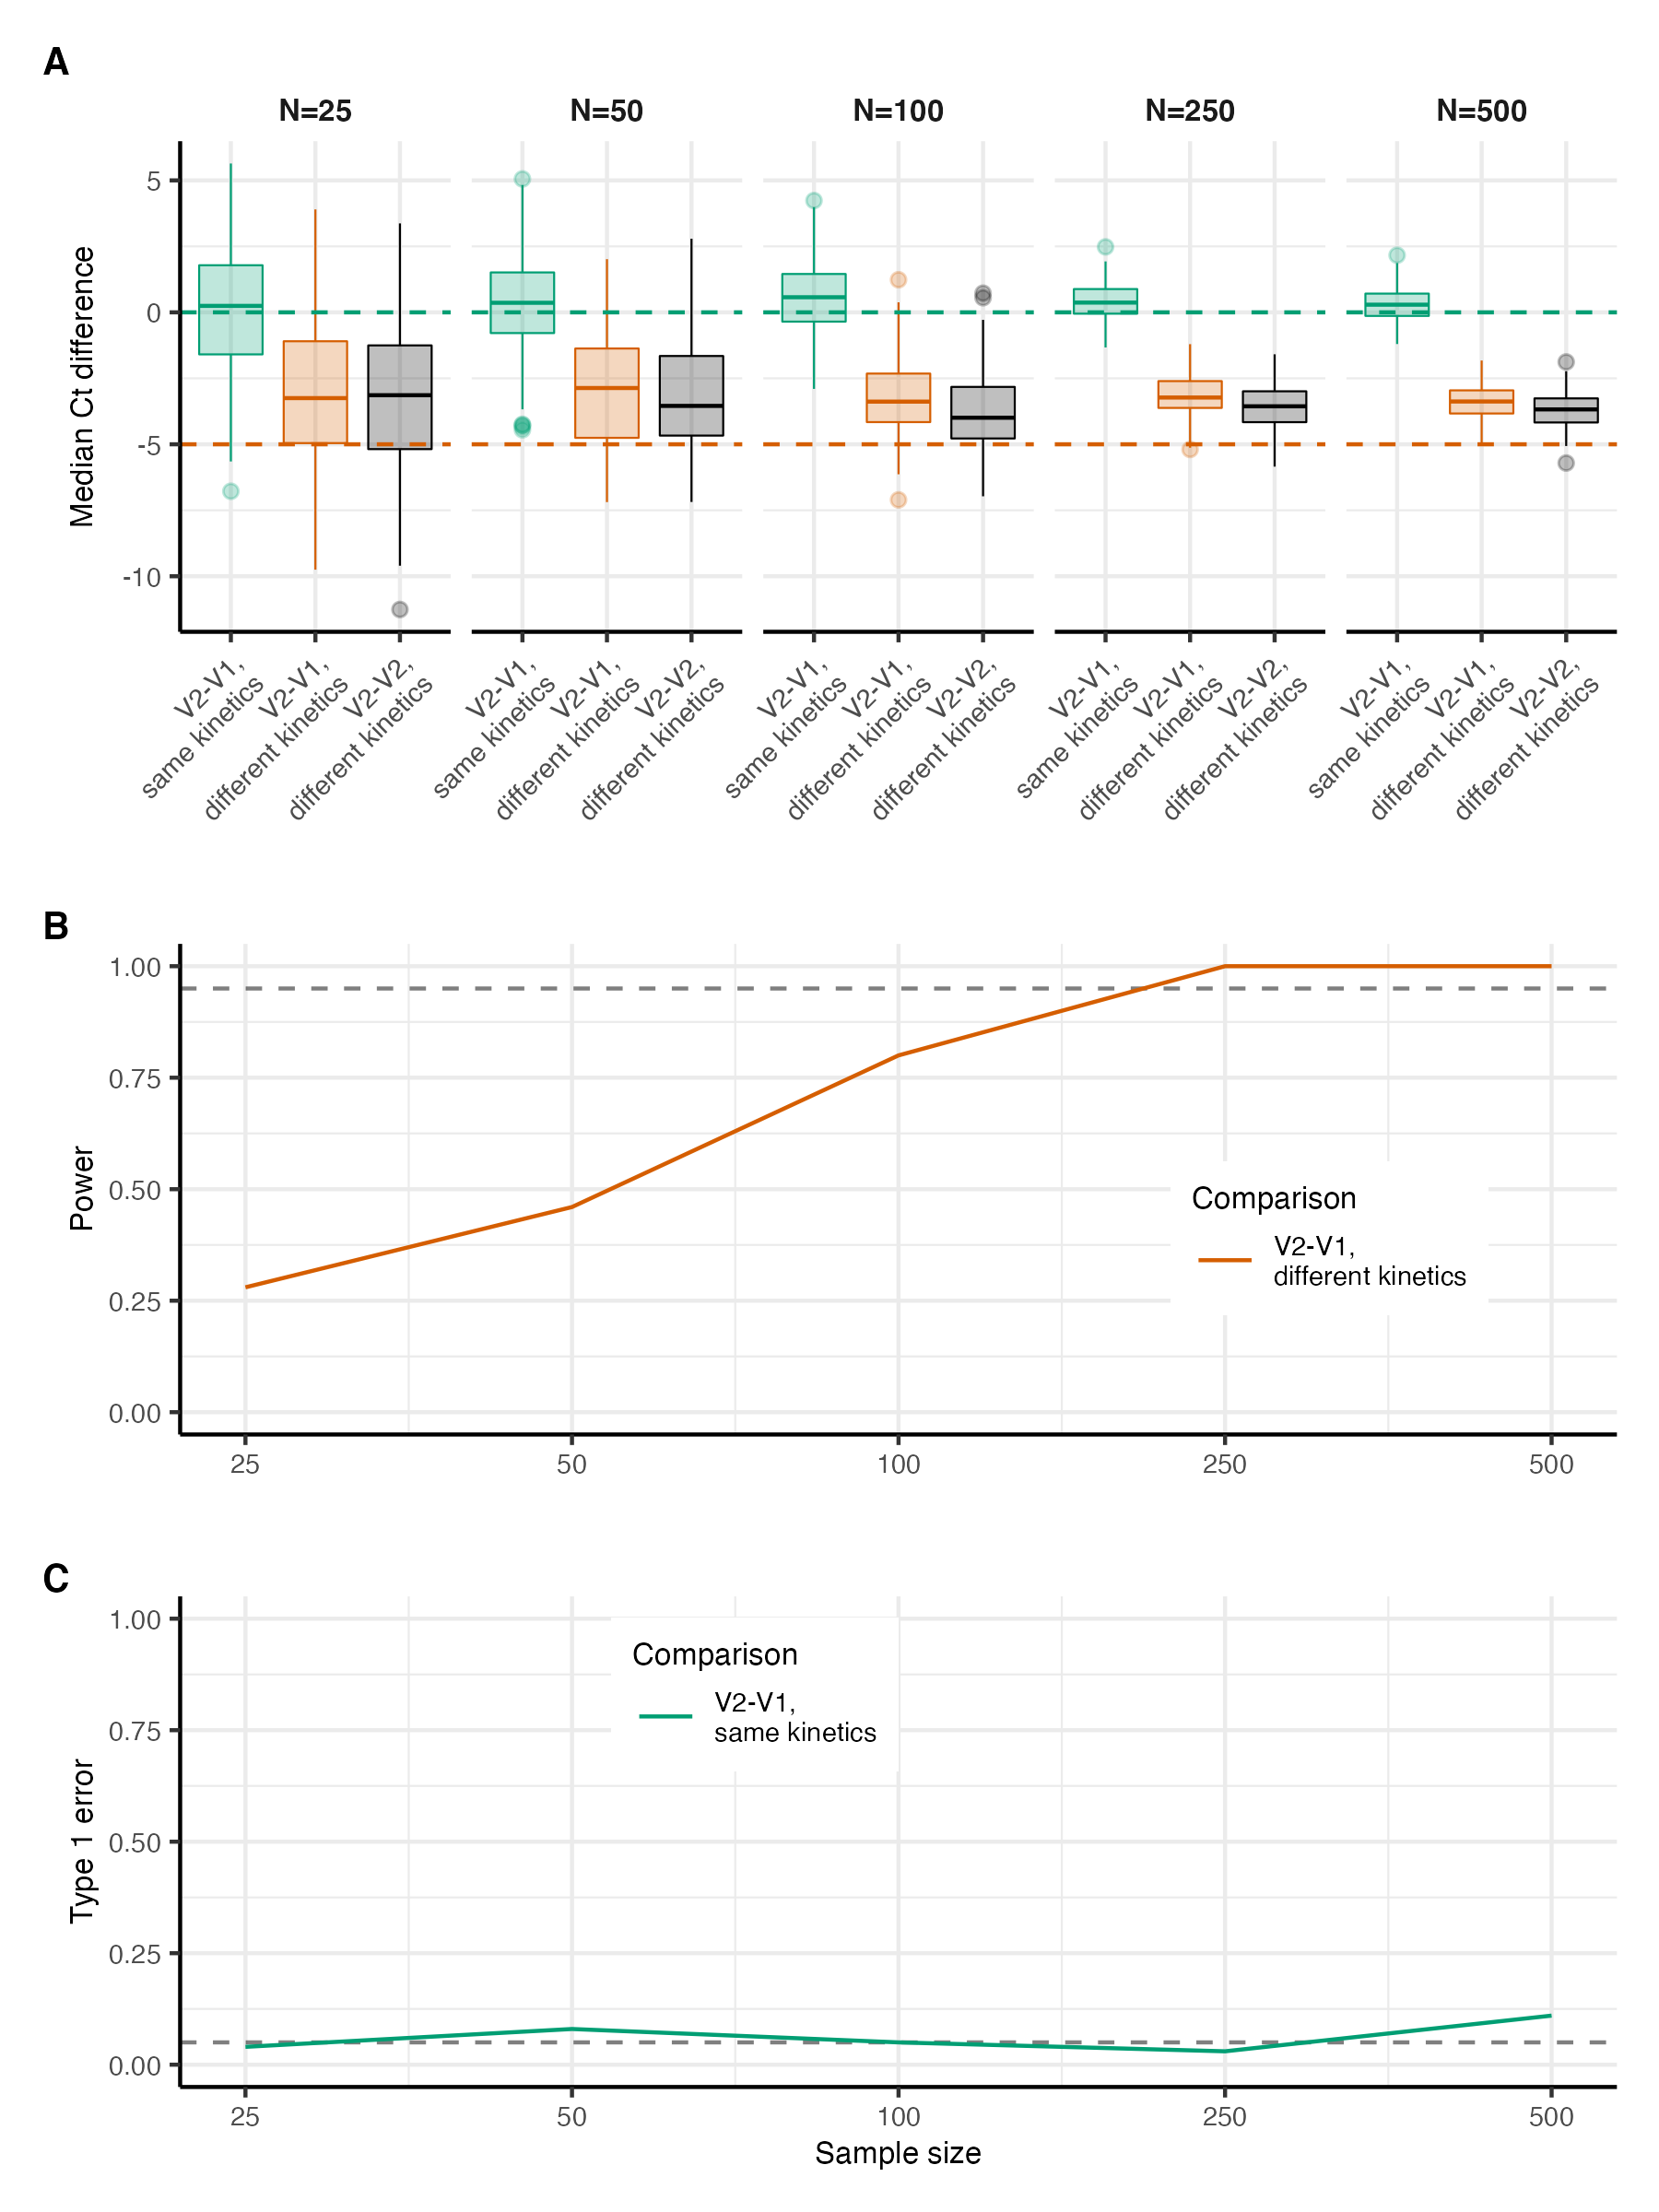 A
N=25 N=50 N=100 N=250 N=500
Median Ct difference
5
0
-5
-10
V2-V1,
same kinetics
V2-V1,
different kinetics
V2-V2,
different kinetics
V2-V1,
same kinetics
V2-V1,
different kinetics
V2-V2,
different kinetics
V2-V1,
same kinetics
V2-V1,
different kinetics
V2-V2,
different kinetics
V2-V1,
same kinetics
V2-V1,
different kinetics
V2-V2,
different kinetics
V2-V1,
same kinetics
V2-V1,
different kinetics
V2-V2,
different kinetics
B
Power
1.00
0.75
0.50
0.25
0.00
Comparison
V2-V1,
different kinetics
25 50 100 250 500
C
Type 1 error
1.00
0.75
0.50
0.25
0.00
Comparison
V2-V1,
same kinetics
25 50 100 250 500
Sample size